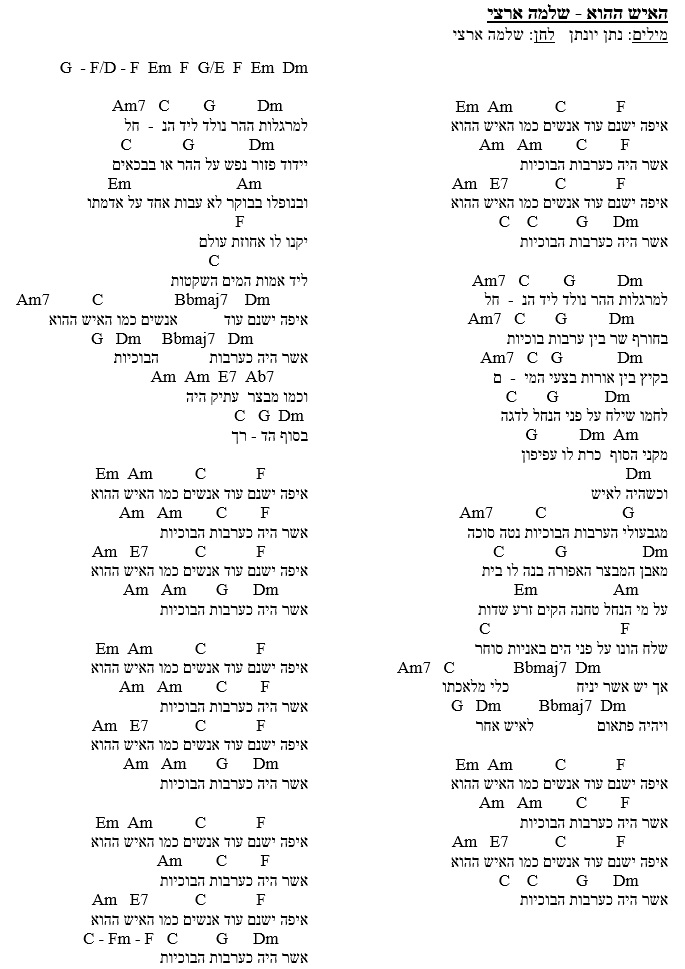 האיש ההוא - שלמה ארצי
מילים: נתן יונתן   לחן: שלמה ארצי
Em  Am  C  F
איפה ישנם עוד אנשים כמו האיש ההוא
Am  Am  C  F
אשר היה כערבות הבוכיות
Am  E7  C  F
איפה ישנם עוד אנשים כמו האיש ההוא
C  C  G  Dm
אשר היה כערבות הבוכיות
Am7  C  G  Dm
למרגלות ההר נולד ליד הנ - חל
Am7  C  G  Dm
בחורף שר בין ערבות בוכיות
Am7  C  G  Dm
בקיץ בין אורות בצעי המי - ם
C  G  Dm
לחמו שילח על פני הנחל לדגה
G  Dm  Am
מקני הסוף כרת לו עפיפון
Dm
וכשהיה לאיש
Am7  C  G
מגבעולי הערבות הבוכיות נטה סוכה
C  G  Dm
מאבן המבצר האפורה בנה לו בית
Em  Am
על מי הנחל טחנה הקים זרע שדות
C  F
שלח הונו על פני הים באניות סוחר
Am7  C  Bbmaj7  Dm
אך יש אשר יניח כלי מלאכתו
G  Dm  Bbmaj7  Dm
ויהיה פתאום לאיש אחר
Em  Am  C  F
איפה ישנם עוד אנשים כמו האיש ההוא
Am  Am  C  F
אשר היה כערבות הבוכיות
Am  E7  C  F
איפה ישנם עוד אנשים כמו האיש ההוא
C  C  G  Dm
אשר היה כערבות הבוכיות
G  - F/D - F  Em  F  G/E  F  Em  Dm
Am7  C  G  Dm
למרגלות ההר נולד ליד הנ - חל
C  G  Dm
יידוד פזור נפש על ההר או בבכאים
Em  Am
ובנופלו בבוקר לא עבות אחד על אדמתו
F
יקנו לו אחוזת עולם
C
ליד אמות המים השקטות
Am7  C  Bbmaj7  Dm
איפה ישנם עוד אנשים כמו האיש ההוא
G  Dm  Bbmaj7  Dm
אשר היה כערבות הבוכיות
Am  Am  E7  Ab7
וכמו מבצר עתיק היה
C  G  Dm
בסוף הד - רך
Em  Am  C  F
איפה ישנם עוד אנשים כמו האיש ההוא
Am  Am  C  F
אשר היה כערבות הבוכיות
Am  E7  C  F
איפה ישנם עוד אנשים כמו האיש ההוא
Am  Am  G  Dm
אשר היה כערבות הבוכיות
Em  Am  C  F
איפה ישנם עוד אנשים כמו האיש ההוא
Am  Am  C  F
אשר היה כערבות הבוכיות
Am  E7  C  F
איפה ישנם עוד אנשים כמו האיש ההוא
Am  Am  G  Dm
אשר היה כערבות הבוכיות
Em  Am  C  F
איפה ישנם עוד אנשים כמו האיש ההוא
Am  C  F
אשר היה כערבות הבוכיות
Am  E7  C  F
איפה ישנם עוד אנשים כמו האיש ההוא
C - Fm - F  C  G  Dm
אשר היה כערבות הבוכיות